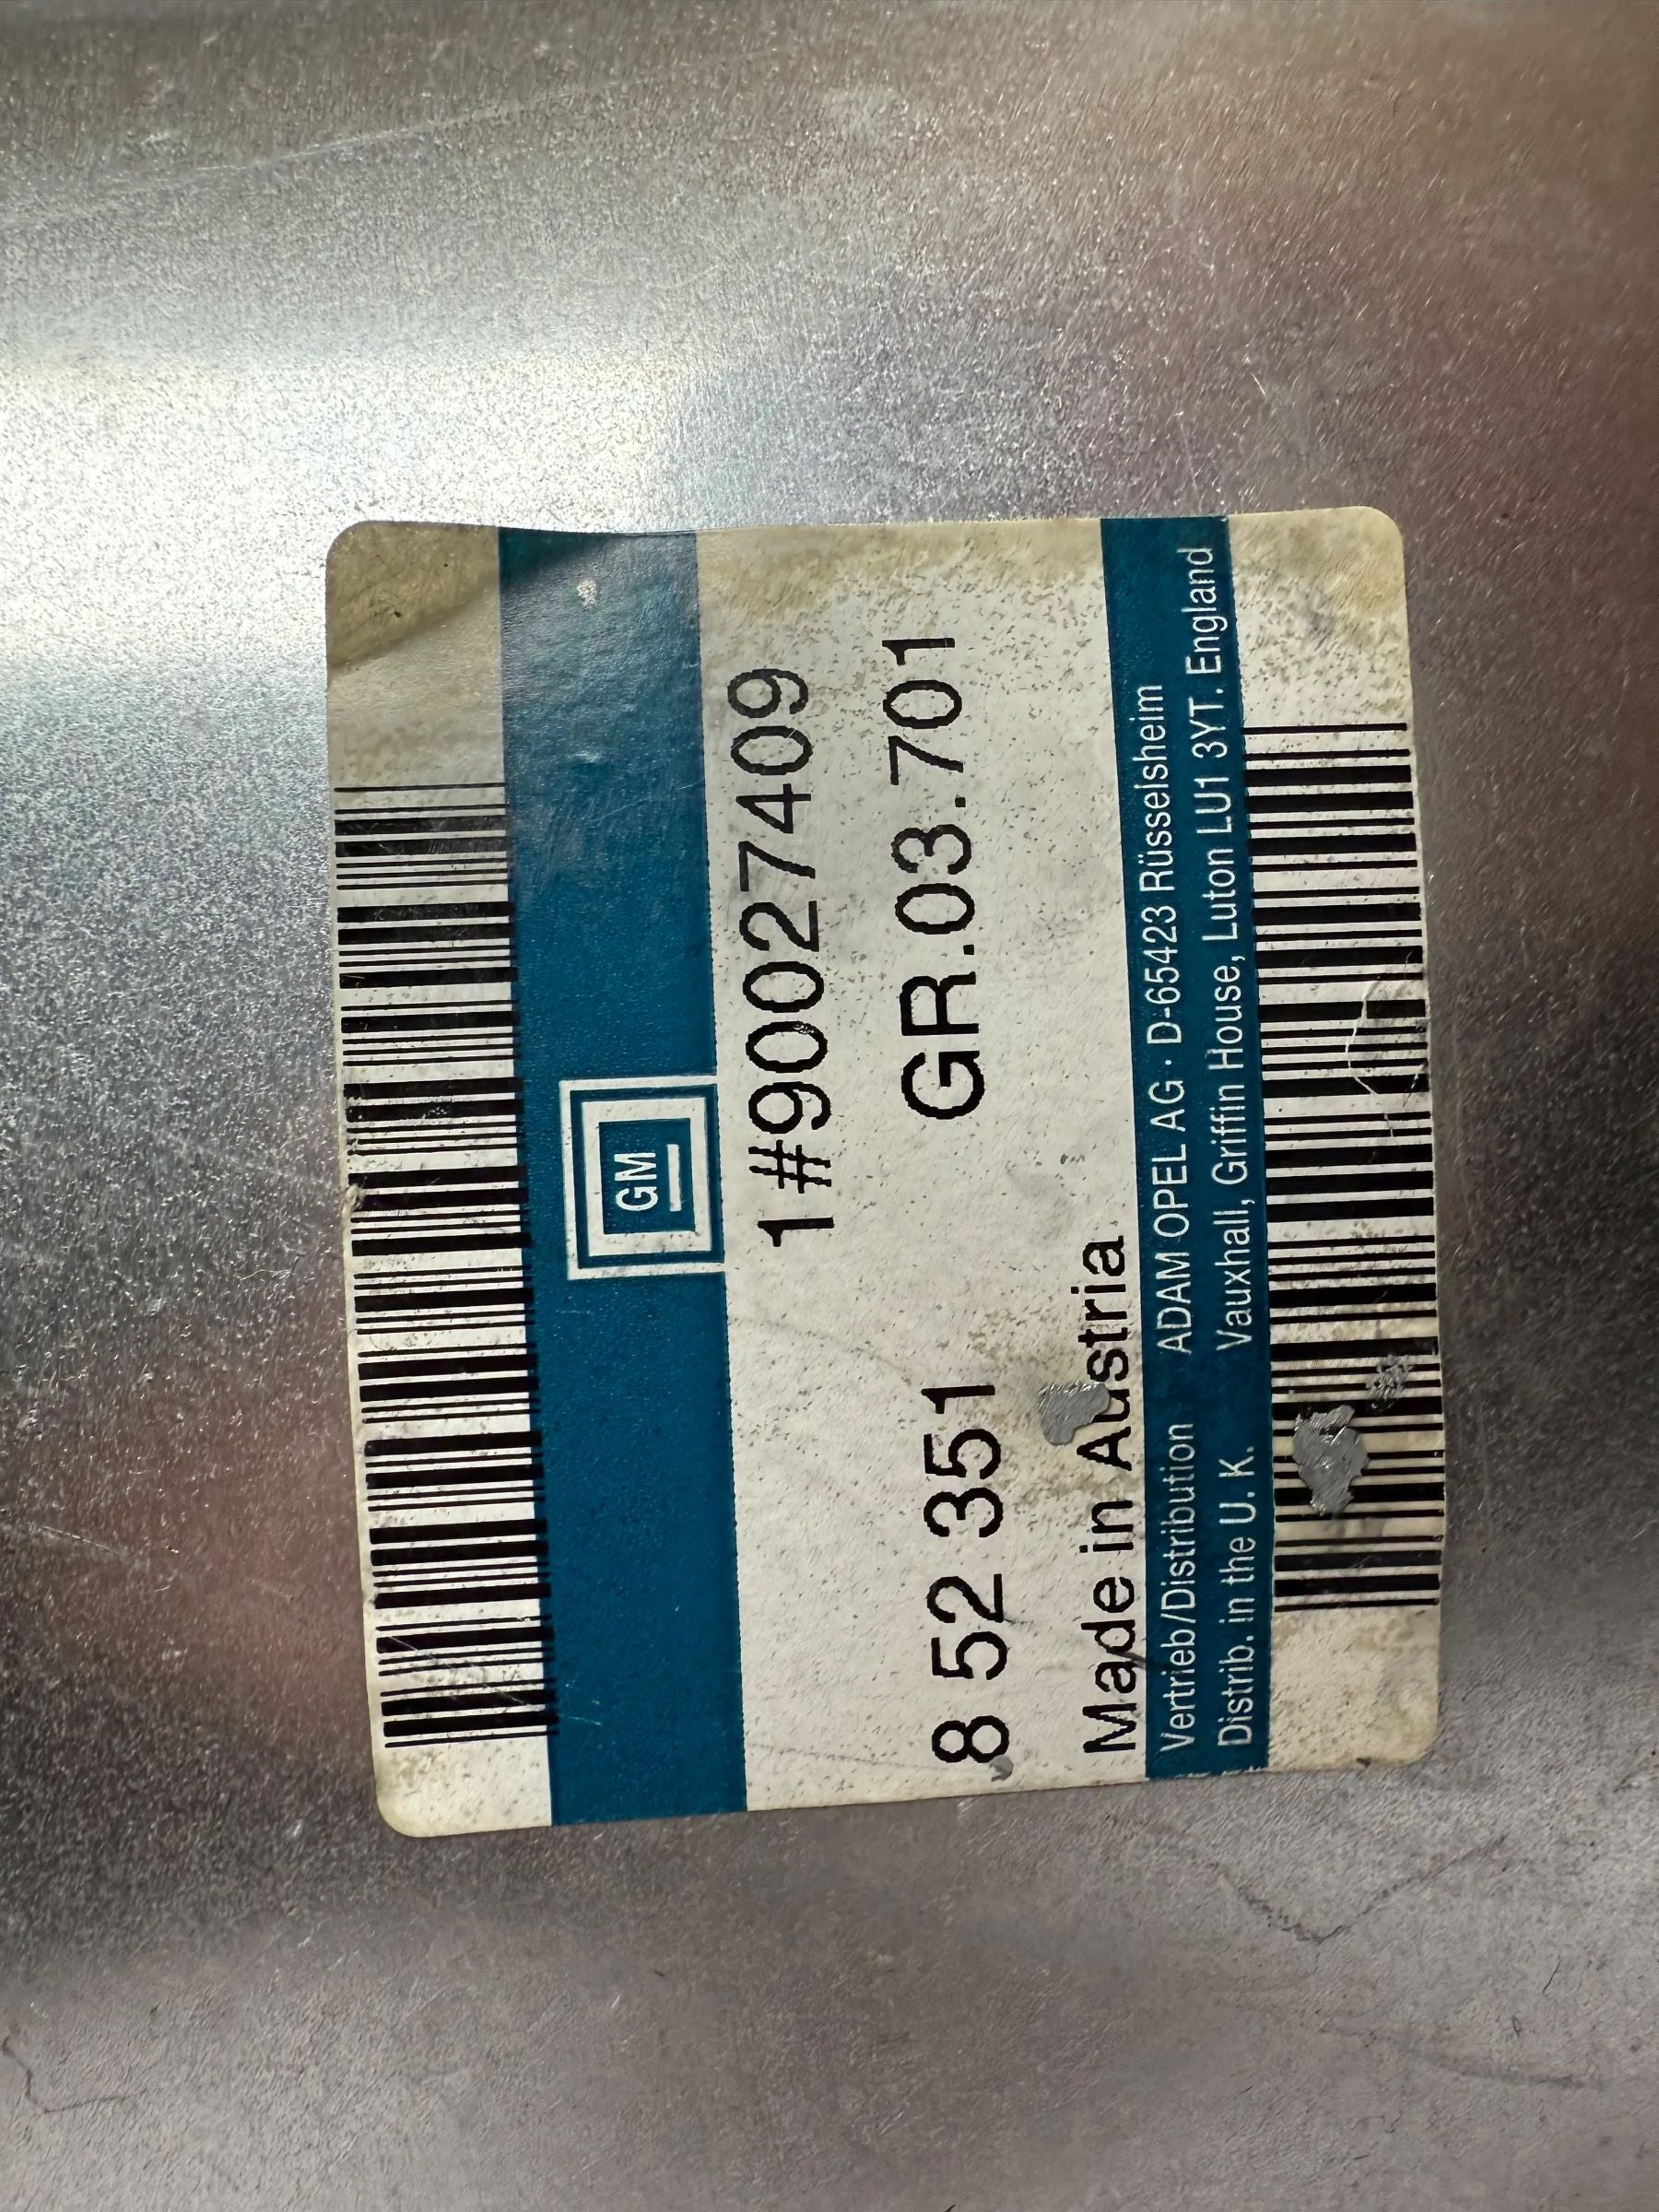 GM
1#90027409
GR.03.701
8 52 351
Made in Austria
Vertrieb/Distribution ADAM OPEL AG · D-65423 Rüsselsheim
Distrib. in the U. K. Vauxhall, Griffin House, Luton LU1 3YT. England